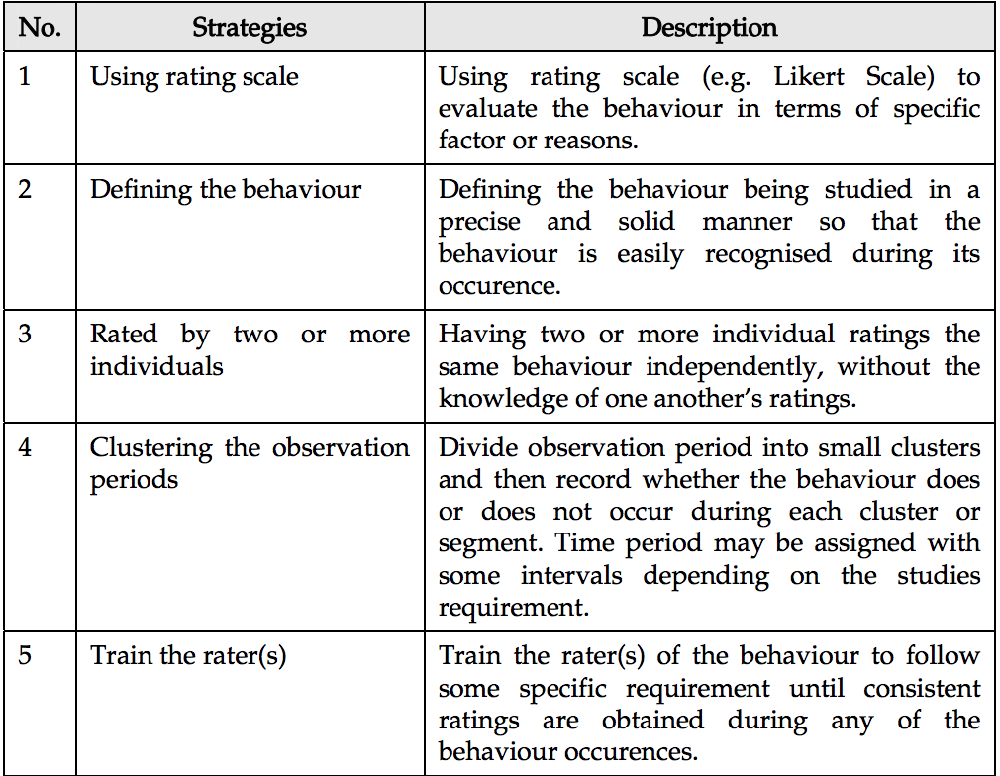 No. Strategies Description
1 Using rating scale Using rating scale (e.g. Likert Scale) to
evaluate the behaviour in terms of specific
factor or reasons.
2 Defining the behaviour Defining the behaviour being studied in a
precise and solid manner so that the
behaviour is easily recognised during its
occurence.
3 Rated by two or more Having two or more individual ratings the
individuals same behaviour independently, without the
knowledge of one another's ratings.
4 Clustering the observation Divide observation period into small clusters
periods and then record whether the behaviour does
or does not occur during each cluster or
segment. Time period may be assigned with
some intervals depending on the studies
requirement.
5 Train the rater(s) Train the rater(s) of the behaviour to follow
some specific requirement until consistent
ratings are obtained during any of the
behaviour occurences.